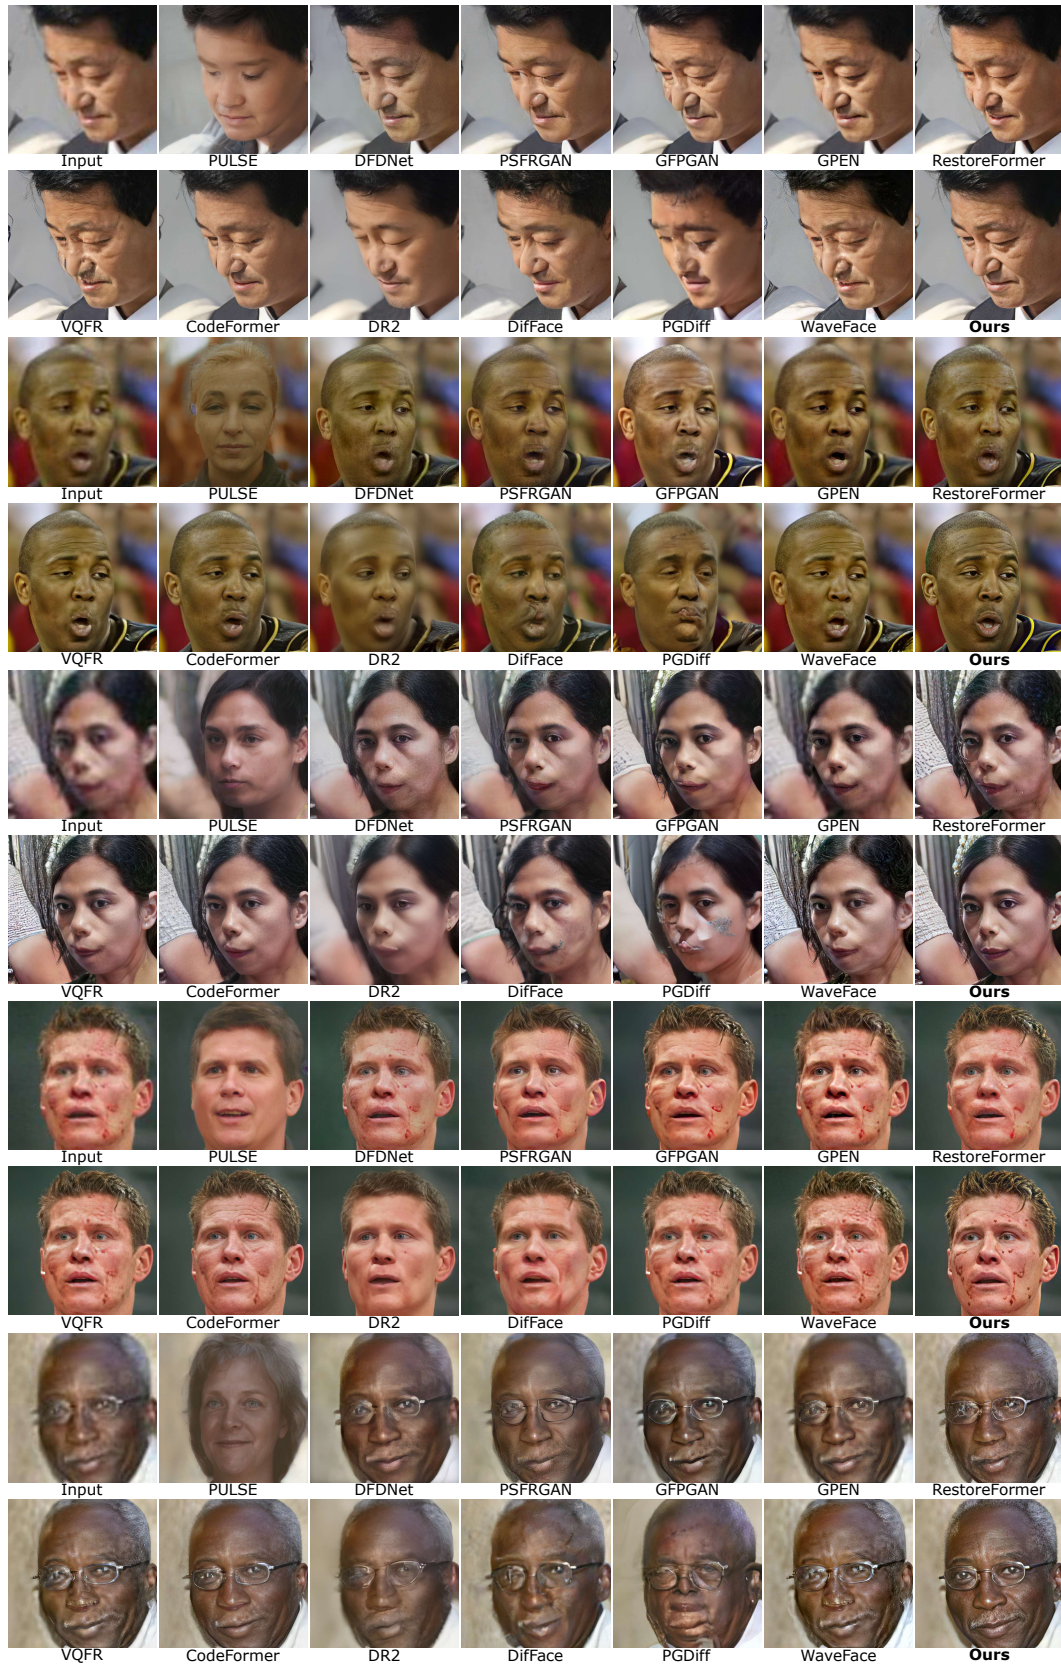 Input PULSE DFDNet PSFRGAN GFPGAN GPEN RestoreFormer
VQFR CodeFormer DR2 DifFace PGDiff WaveFace Ours
Input PULSE DFDNet PSFRGAN GFPGAN GPEN RestoreFormer
VQFR CodeFormer DR2 DifFace PGDiff WaveFace Ours
Input PULSE DFDNet PSFRGAN GFPGAN GPEN RestoreFormer
VQFR CodeFormer DR2 DifFace PGDiff WaveFace Ours
Input PULSE DFDNet PSFRGAN GFPGAN GPEN RestoreFormer
VQFR CodeFormer DR2 DifFace PGDiff WaveFace Ours
Input PULSE DFDNet PSFRGAN GFPGAN GPEN RestoreFormer
VQFR CodeFormer DR2 DifFace PGDiff WaveFace Ours